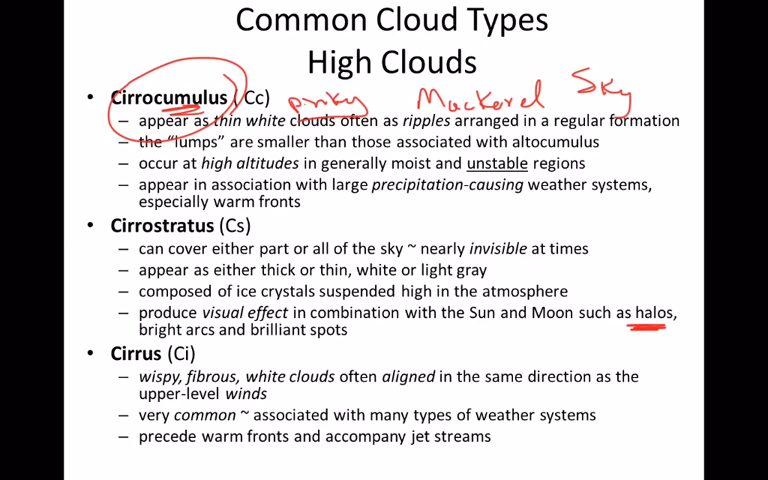 Common Cloud Types
High Clouds
• Cirrocumulus (Cc) Mackerel Sky
– appear as thin white clouds often as ripples arranged in a regular formation
– the “lumps” are smaller than those associated with altocumulus
– occur at high altitudes in generally moist and unstable regions
– appear in association with large precipitation-causing weather systems,
especially warm fronts
• Cirrostratus (Cs)
– can cover either part or all of the sky ~ nearly invisible at times
– appear as either thick or thin, white or light gray
– composed of ice crystals suspended high in the atmosphere
– produce visual effect in combination with the Sun and Moon such as halos,
bright arcs and brilliant spots
• Cirrus (Ci)
– wispy, fibrous, white clouds often aligned in the same direction as the
upper-level winds
– very common ~ associated with many types of weather systems
– precede warm fronts and accompany jet streams